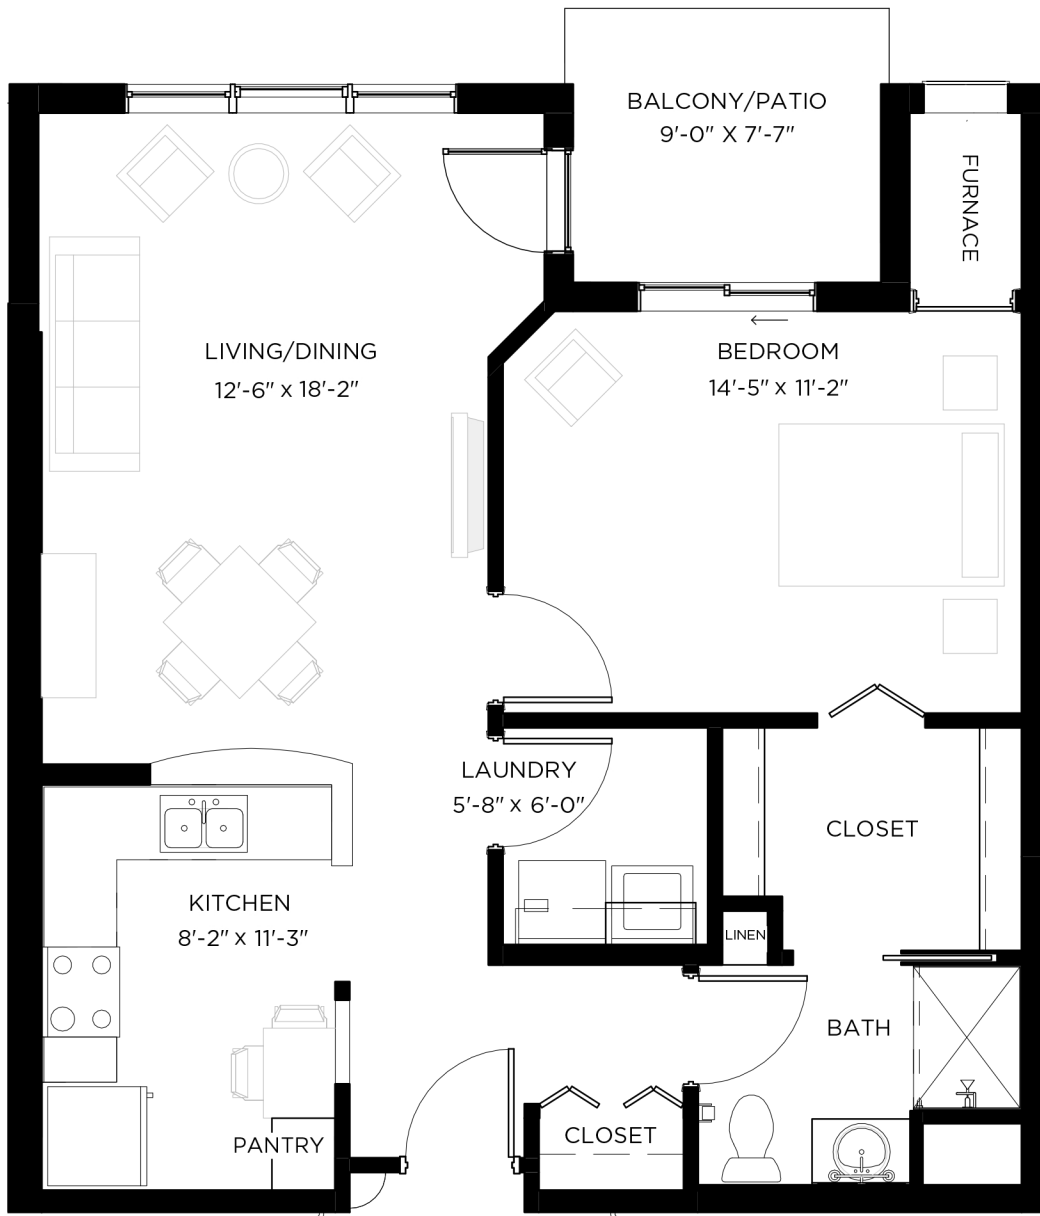 BALCONY/PATIO
9'-0" X 7'-7"
FURNACE
LIVING/DINING
12'-6" x 18'-2"
BEDROOM
14'-5" x 11'-2"
LAUNDRY
5'-8" x 6'-0"
CLOSET
KITCHEN
8'-2" x 11'-3"
LINEN
BATH
PANTRY
CLOSET